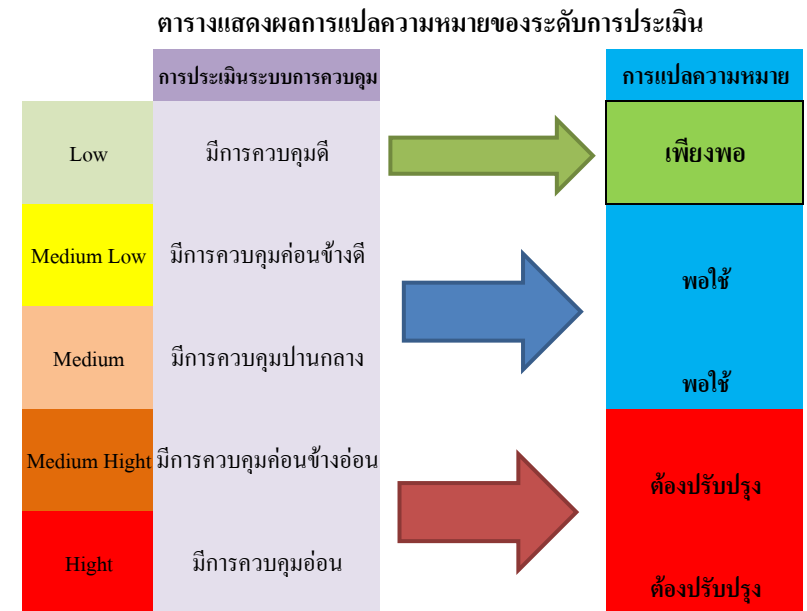 ตารางแสดงผลการแปลความหมายของระดับการประเมิน
การประเมินระบบการควบคุม การแปลความหมาย
Low มีการควบคุมดี เพียงพอ
Medium Low มีการควบคุมค่อนข้างดี พอใช้
Medium มีการควบคุมปานกลาง พอใช้
Medium Hight มีการควบคุมค่อนข้างอ่อน ต้องปรับปรุง
Hight มีการควบคุมอ่อน ต้องปรับปรุง